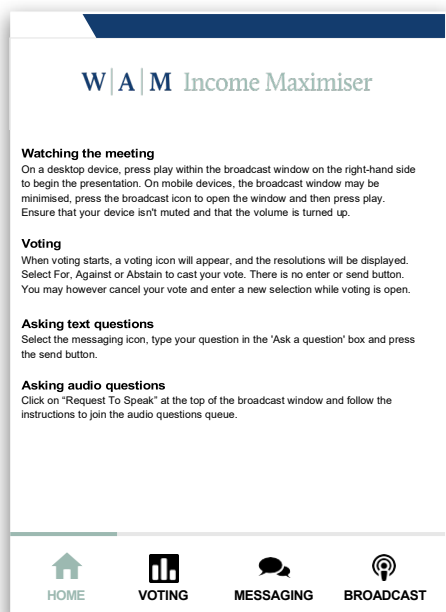 W|A|M Income Maximiser
Watching the meeting
On a desktop device, press play within the broadcast window on the right-hand side
to begin the presentation. On mobile devices, the broadcast window may be
minimised, press the broadcast icon to open the window and then press play.
Ensure that your device isn't muted and that the volume is turned up.
Voting
When voting starts, a voting icon will appear, and the resolutions will be displayed.
Select For, Against or Abstain to cast your vote. There is no enter or send button.
You may however cancel your vote and enter a new selection while voting is open.
Asking text questions
Select the messaging icon, type your question in the 'Ask a question' box and press
the send button.
Asking audio questions
Click on “Request To Speak” at the top of the broadcast window and follow the
instructions to join the audio questions queue.
HOME VOTING MESSAGING BROADCAST